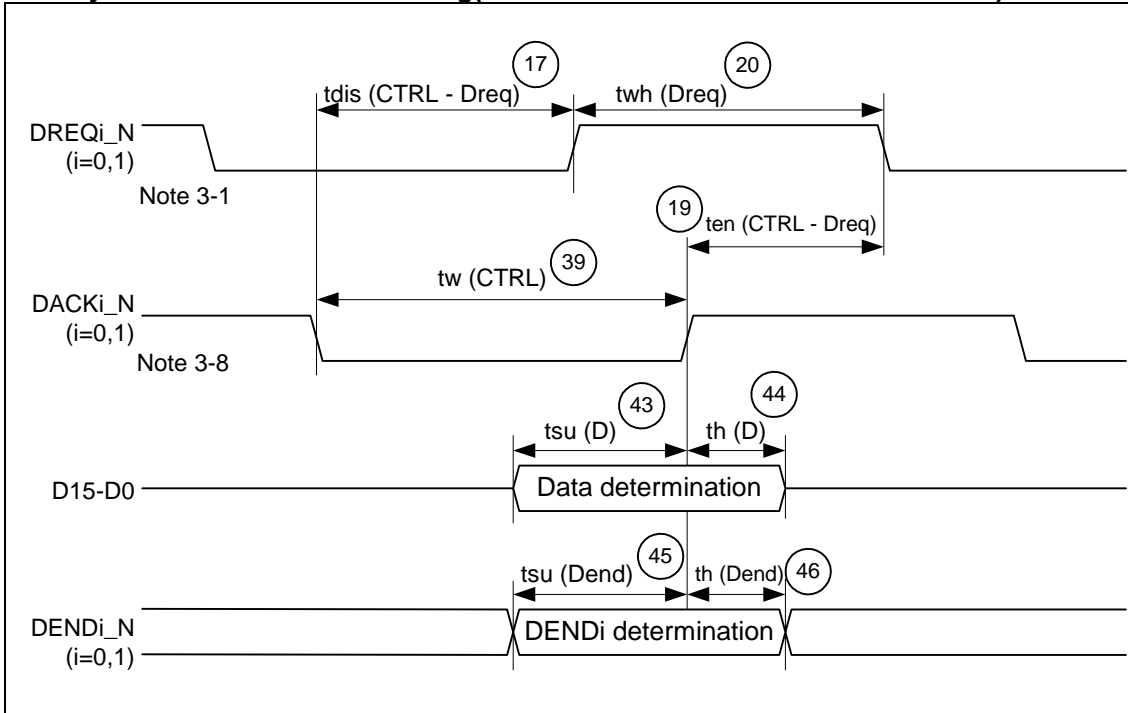 17
20
tdis (CTRL - Dreq)
twh (Dreq)
DREQi_N
(i=0,1)
Note 3-1
19
ten (CTRL - Dreq)
39
tw (CTRL)
DACKi_N
(i=0,1)
Note 3-8
43
44
tsu (D)
th (D)
D15-D0
Data determination
45
46
tsu (Dend)
th (Dend)
DENDi_N
(i=0,1)
DENDi determination